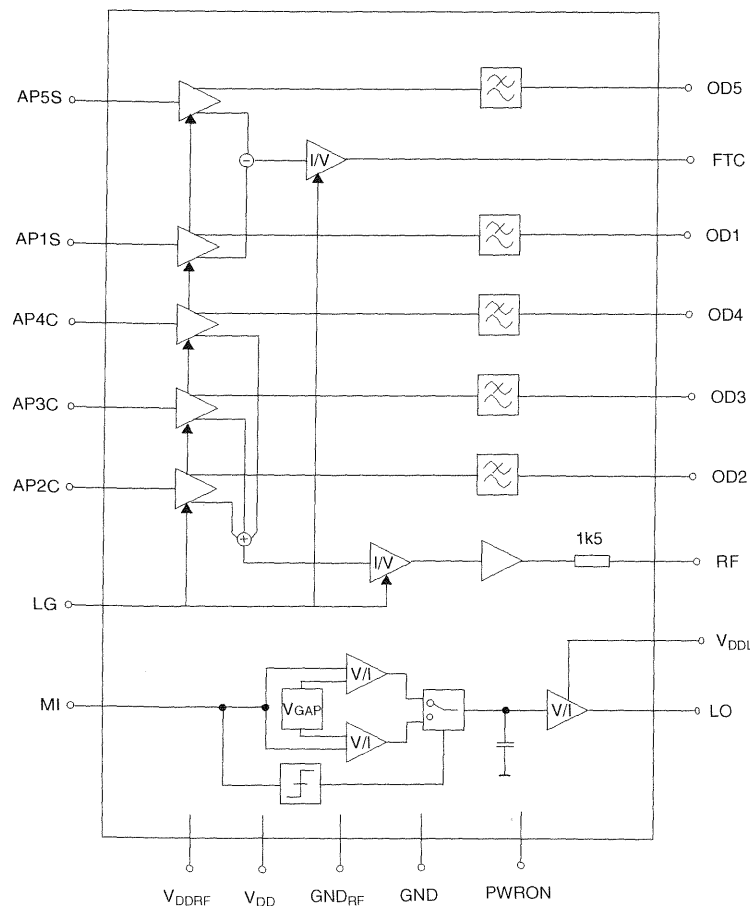 AP5S
OD5
I/V
FTC
AP1S
OD1
AP4C
OD4
AP3C
OD3
AP2C
OD2
1k5
I/V
RF
LG
VDDL
V/I
MI
VGAP
V/I
LO
V/I
VDDRF
VDD
GNDRF
GND
PWRON